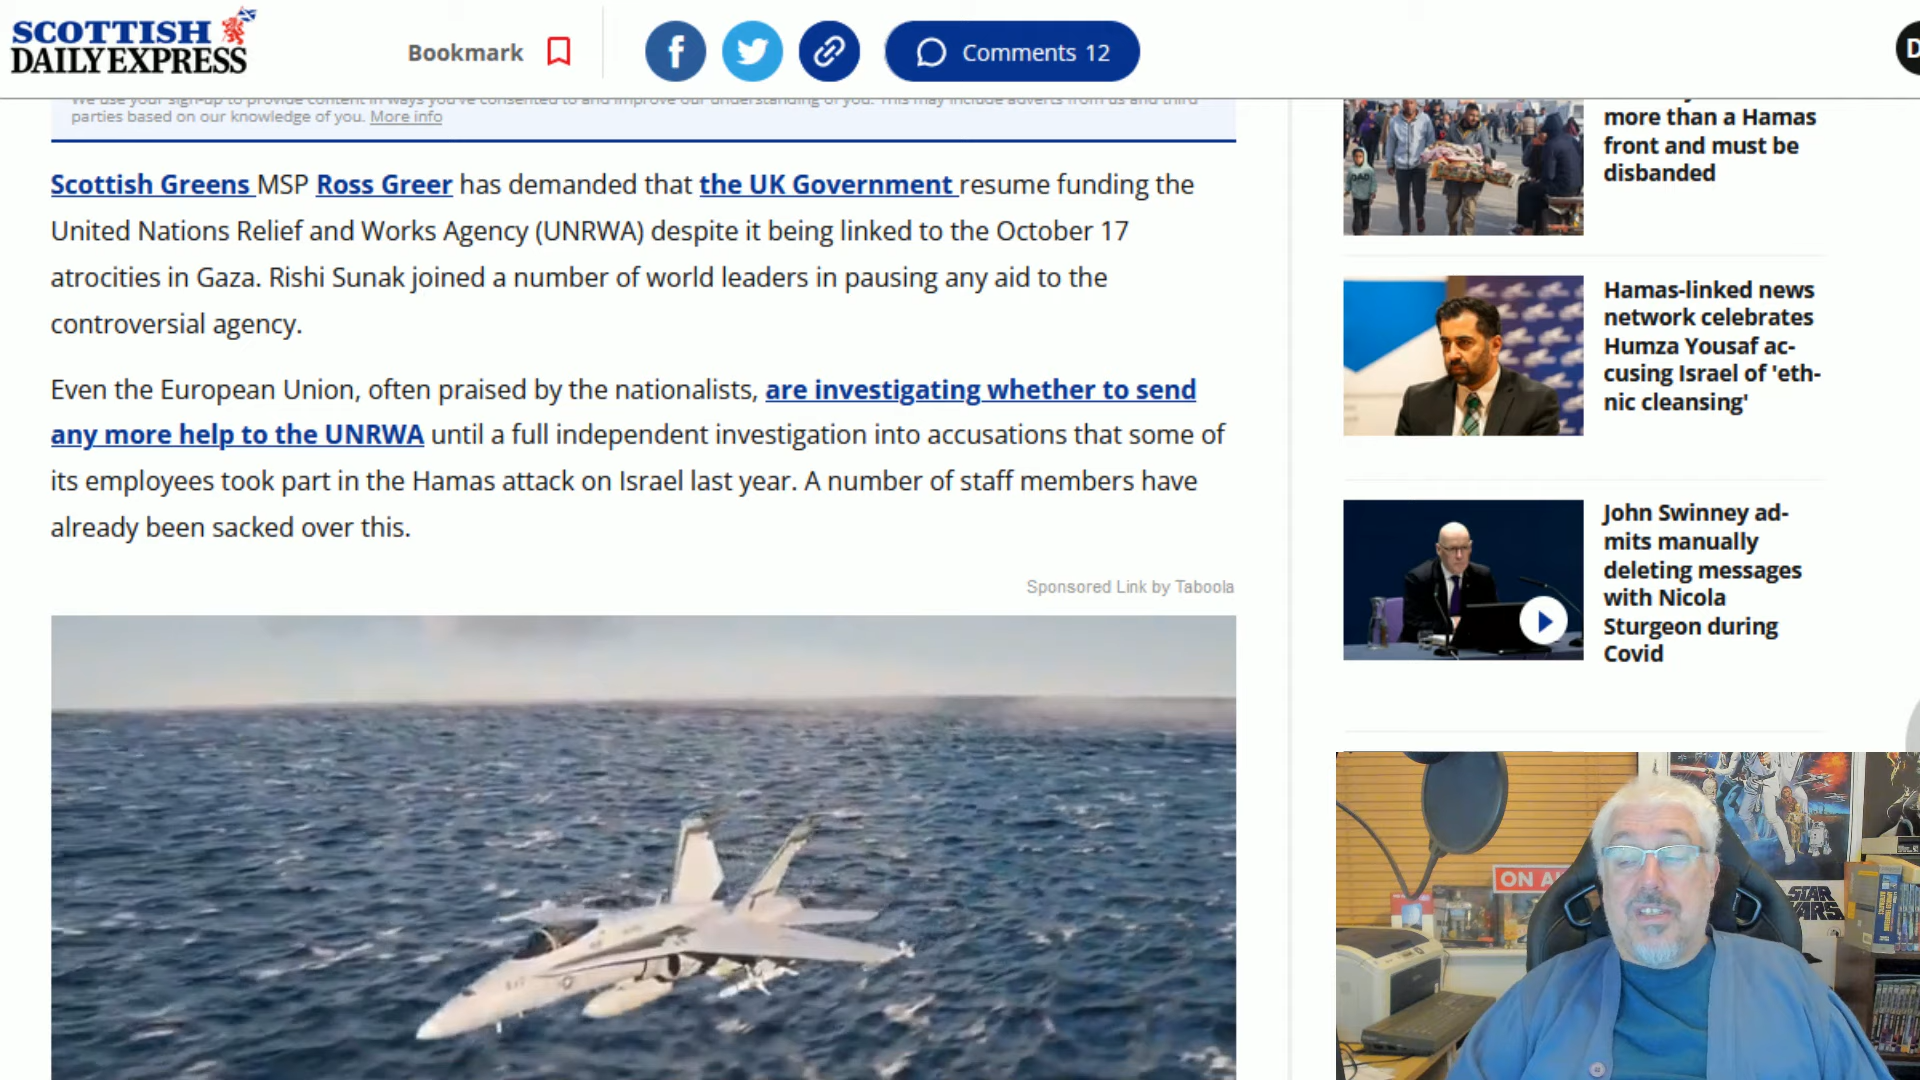 SCOTTISH
DAILY EXPRESS
Bookmark
Comments 12
D
We use your sign-up to provide content in ways you've consented to and improve our understanding of you. This may include adverts from us and third
parties based on our knowledge of you. More info
Scottish Greens MSP Ross Greer has demanded that the UK Government resume funding the
United Nations Relief and Works Agency (UNRWA) despite it being linked to the October 17
atrocities in Gaza. Rishi Sunak joined a number of world leaders in pausing any aid to the
controversial agency.
Even the European Union, often praised by the nationalists, are investigating whether to send
any more help to the UNRWA until a full independent investigation into accusations that some of
its employees took part in the Hamas attack on Israel last year. A number of staff members have
already been sacked over this.
Sponsored Link by Taboola
more than a Hamas
front and must be
disbanded
Hamas-linked news
network celebrates
Humza Yousaf ac-
cusing Israel of 'eth-
nic cleansing'
John Swinney ad-
mits manually
deleting messages
with Nicola
Sturgeon during
Covid
ON A
STAR
WARS